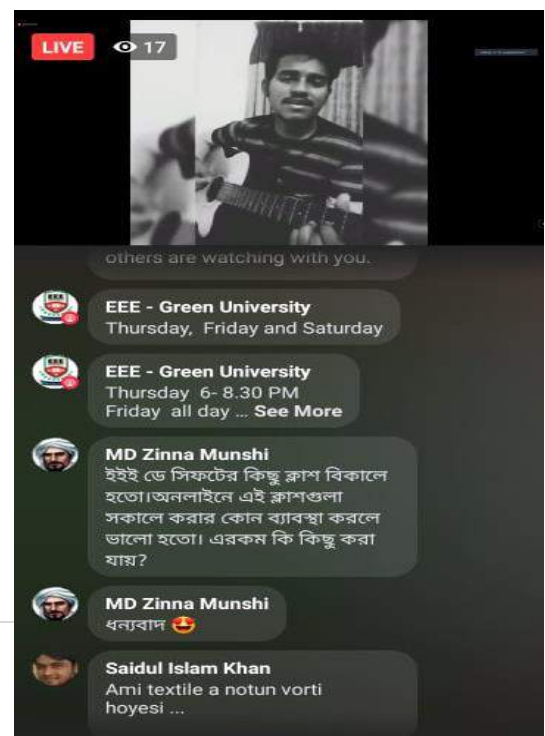 LIVE 17
others are watching with you.
EEE - Green University
Thursday, Friday and Saturday
EEE - Green University
Thursday 6- 8.30 PM
Friday all day ... See More
MD Zinna Munshi
ইইই ডে সিফটের কিছু ক্লাশ বিকালে
হতো।অনলাইনে এই ক্লাশগুলা
সকালে করার কোন ব্যাবস্থা করলে
ভালো হতো। এরকম কি কিছু করা
যায়?
MD Zinna Munshi
ধন্যবাদ 🤩
Saidul Islam Khan
Ami textile a notun vorti
hoyesi ...